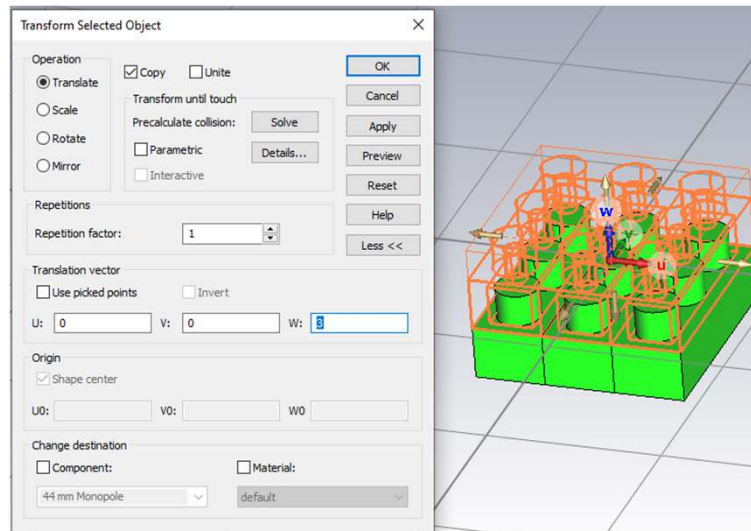 Transform Selected Object
Operation
Translate
Scale
Rotate
Mirror
Copy Unite
Transform until touch
Precalculate collision: Solve
Parametric Details...
Interactive
OK
Cancel
Apply
Preview
Reset
Help
Less <<
Repetitions
Repetition factor: 1
Translation vector
Use picked points Invert
U: 0 V: 0 W: 3
Origin
Shape center
U0: V0: W0
Change destination
Component: Material:
44 mm Monopole default
w
v
u